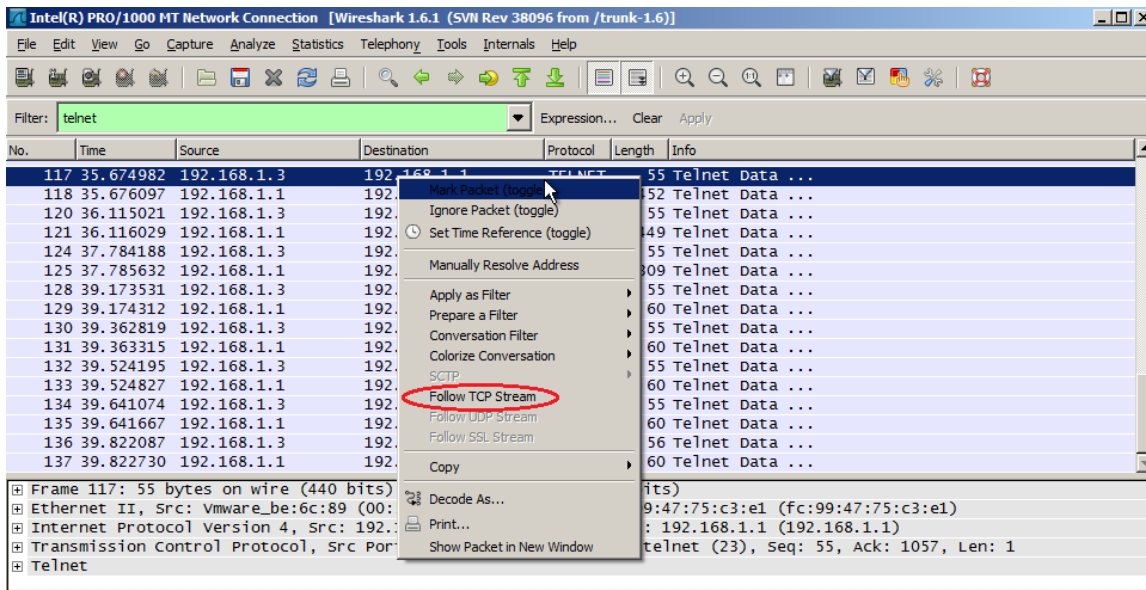 Intel(R) PRO/1000 MT Network Connection [Wireshark 1.6.1 (SVN Rev 38096 from /trunk-1.6)]
File Edit View Go Capture Analyze Statistics Telephony Tools Internals Help
Filter: telnet Expression... Clear Apply
No. Time Source Destination Protocol Length Info
117 35.674982 192.168.1.3 192.168.1.1 TELNET 55 Telnet Data ...
118 35.676097 192.168.1.1 192. 452 Telnet Data ...
120 36.115021 192.168.1.3 192. 55 Telnet Data ...
121 36.116029 192.168.1.1 192. 449 Telnet Data ...
124 37.784188 192.168.1.3 192. 55 Telnet Data ...
125 37.785632 192.168.1.1 192. 309 Telnet Data ...
128 39.173531 192.168.1.3 192. 55 Telnet Data ...
129 39.174312 192.168.1.1 192. 60 Telnet Data ...
130 39.362819 192.168.1.3 192. 55 Telnet Data ...
131 39.363315 192.168.1.1 192. 60 Telnet Data ...
132 39.524195 192.168.1.3 192. 55 Telnet Data ...
133 39.524827 192.168.1.1 192. 60 Telnet Data ...
134 39.641074 192.168.1.3 192. 55 Telnet Data ...
135 39.641667 192.168.1.1 192. 60 Telnet Data ...
136 39.822087 192.168.1.3 192. 56 Telnet Data ...
137 39.822730 192.168.1.1 192. 60 Telnet Data ...
Mark Packet (toggle)
Ignore Packet (toggle)
Set Time Reference (toggle)
Manually Resolve Address
Apply as Filter
Prepare a Filter
Conversation Filter
Colorize Conversation
SCTP
Follow TCP Stream
Follow UDP Stream
Follow SSL Stream
Copy
Decode As...
Print...
Show Packet in New Window
Frame 117: 55 bytes on wire (440 bits) its)
Ethernet II, Src: Vmware_be:6c:89 (00: 9:47:75:c3:e1 (fc:99:47:75:c3:e1)
Internet Protocol Version 4, Src: 192. : 192.168.1.1 (192.168.1.1)
Transmission Control Protocol, Src Por telnet (23), Seq: 55, Ack: 1057, Len: 1
Telnet